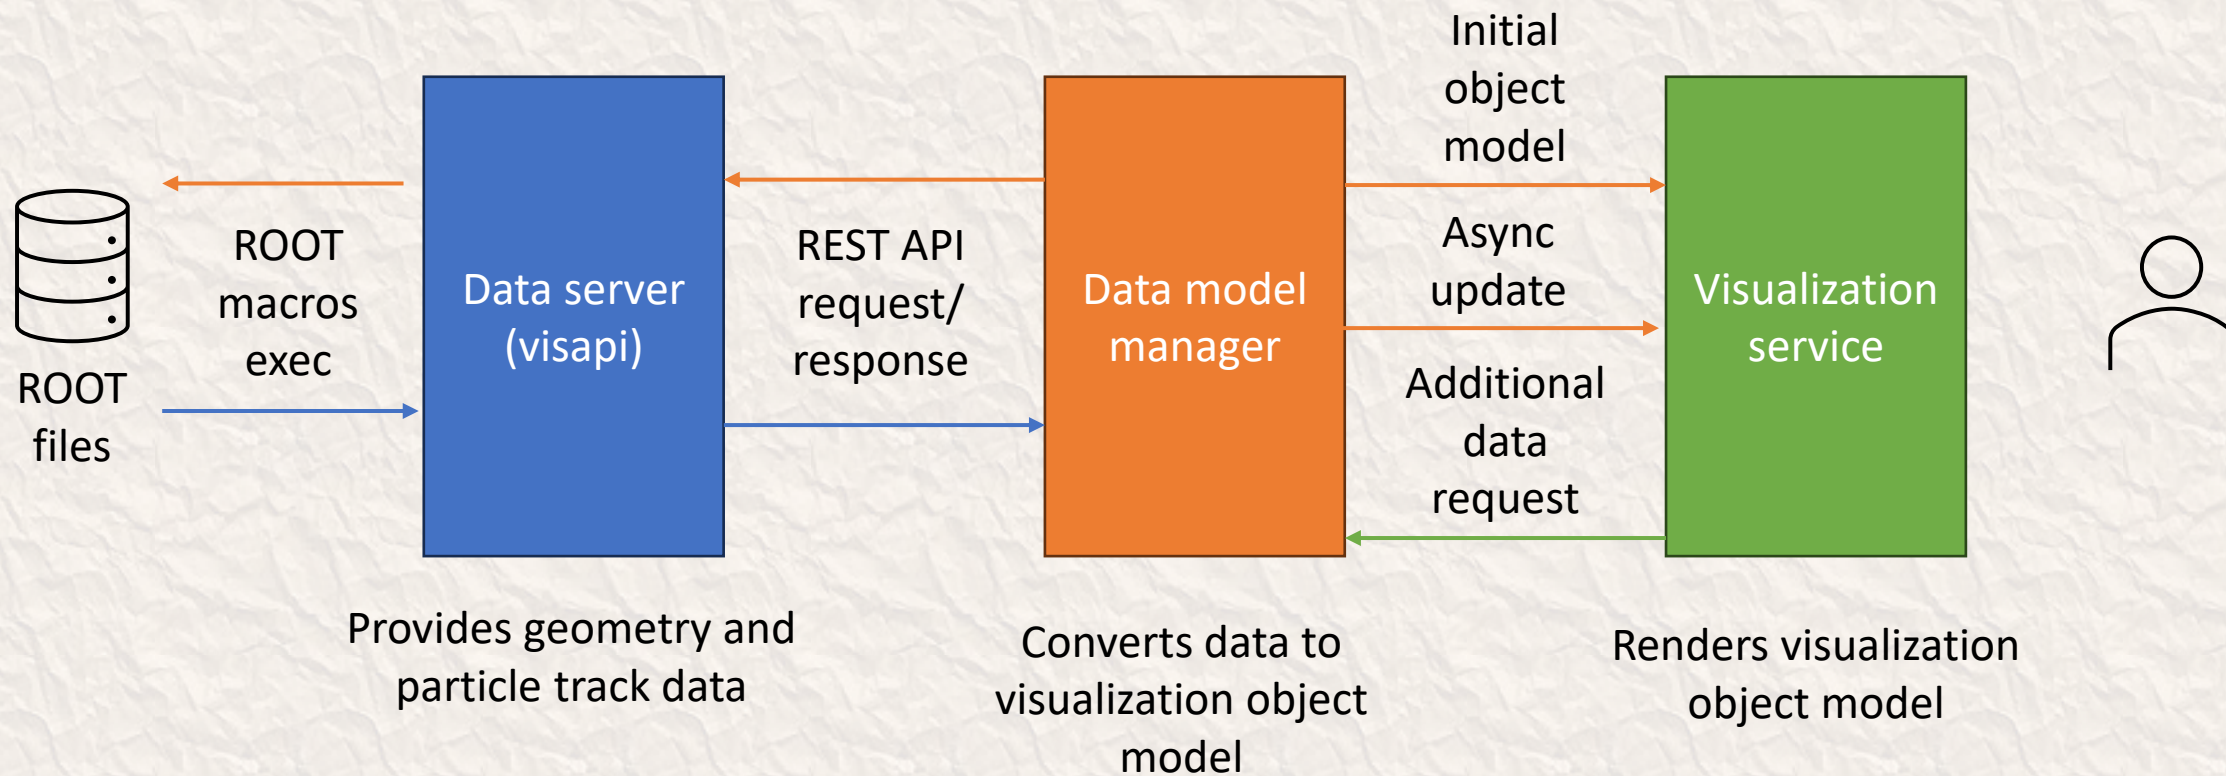 ROOT
files
ROOT
macros
exec
Data server
(visapi)
REST API
request/
response
Data model
manager
Initial
object
model
Async
update
Additional
data
request
Visualization
service
Provides geometry and
particle track data
Converts data to
visualization object
model
Renders visualization
object model